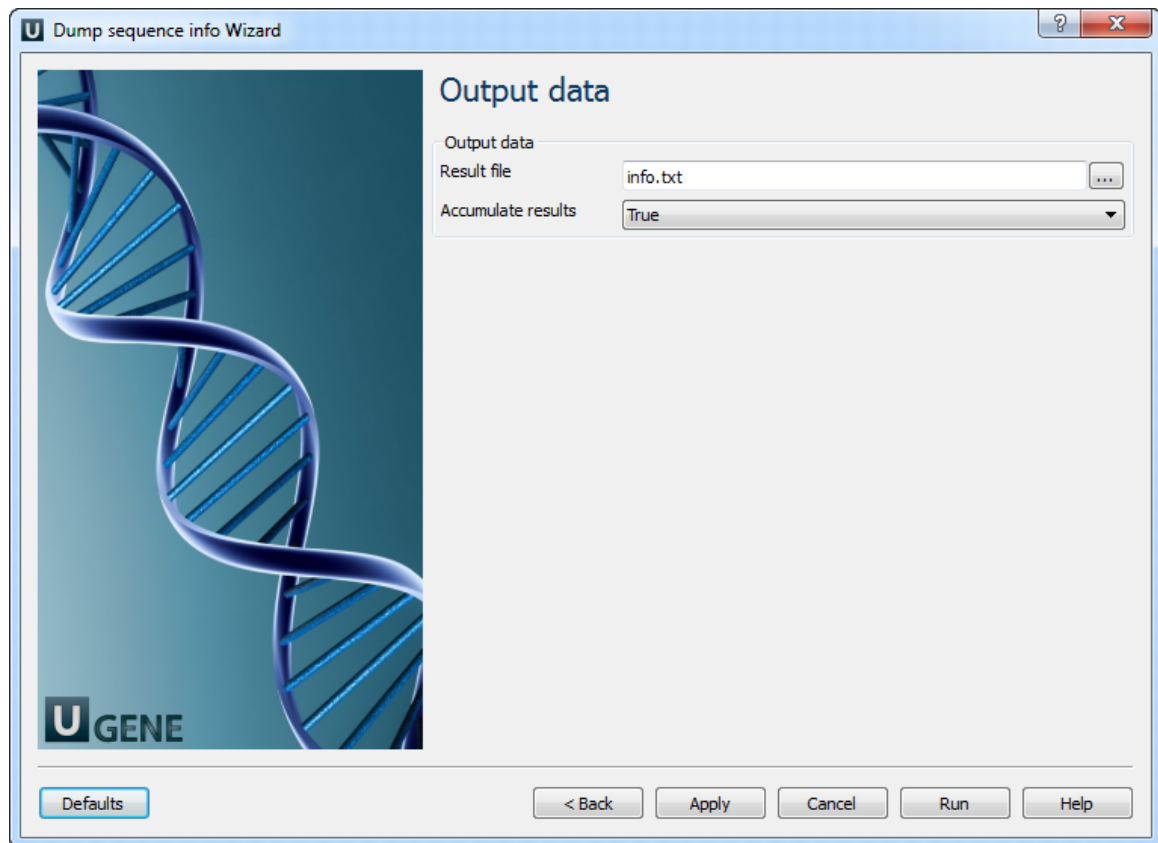 U Dump sequence info Wizard ? X
Output data
Output data
Result file info.txt ...
Accumulate results True
U GENE
Defaults < Back Apply Cancel Run Help